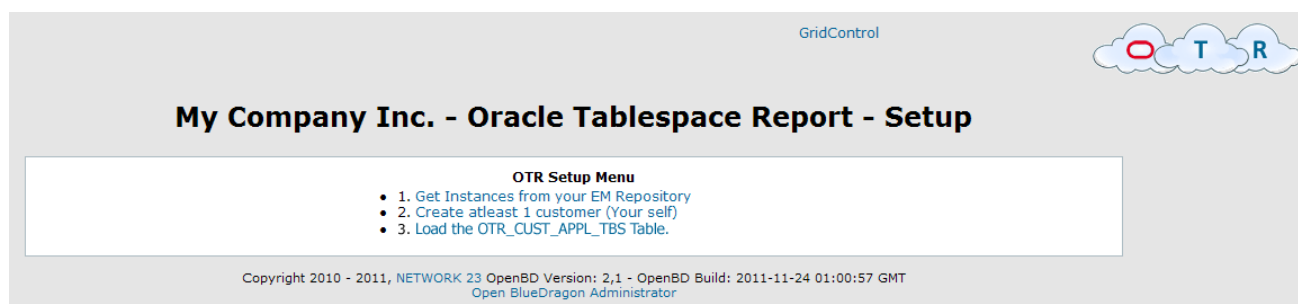 GridControl
O T R
My Company Inc. - Oracle Tablespace Report - Setup
OTR Setup Menu
• 1. Get Instances from your EM Repository
• 2. Create atleast 1 customer (Your self)
• 3. Load the OTR_CUST_APPL_TBS Table.
Copyright 2010 - 2011, NETWORK 23 OpenBD Version: 2,1 - OpenBD Build: 2011-11-24 01:00:57 GMT
Open BlueDragon Administrator